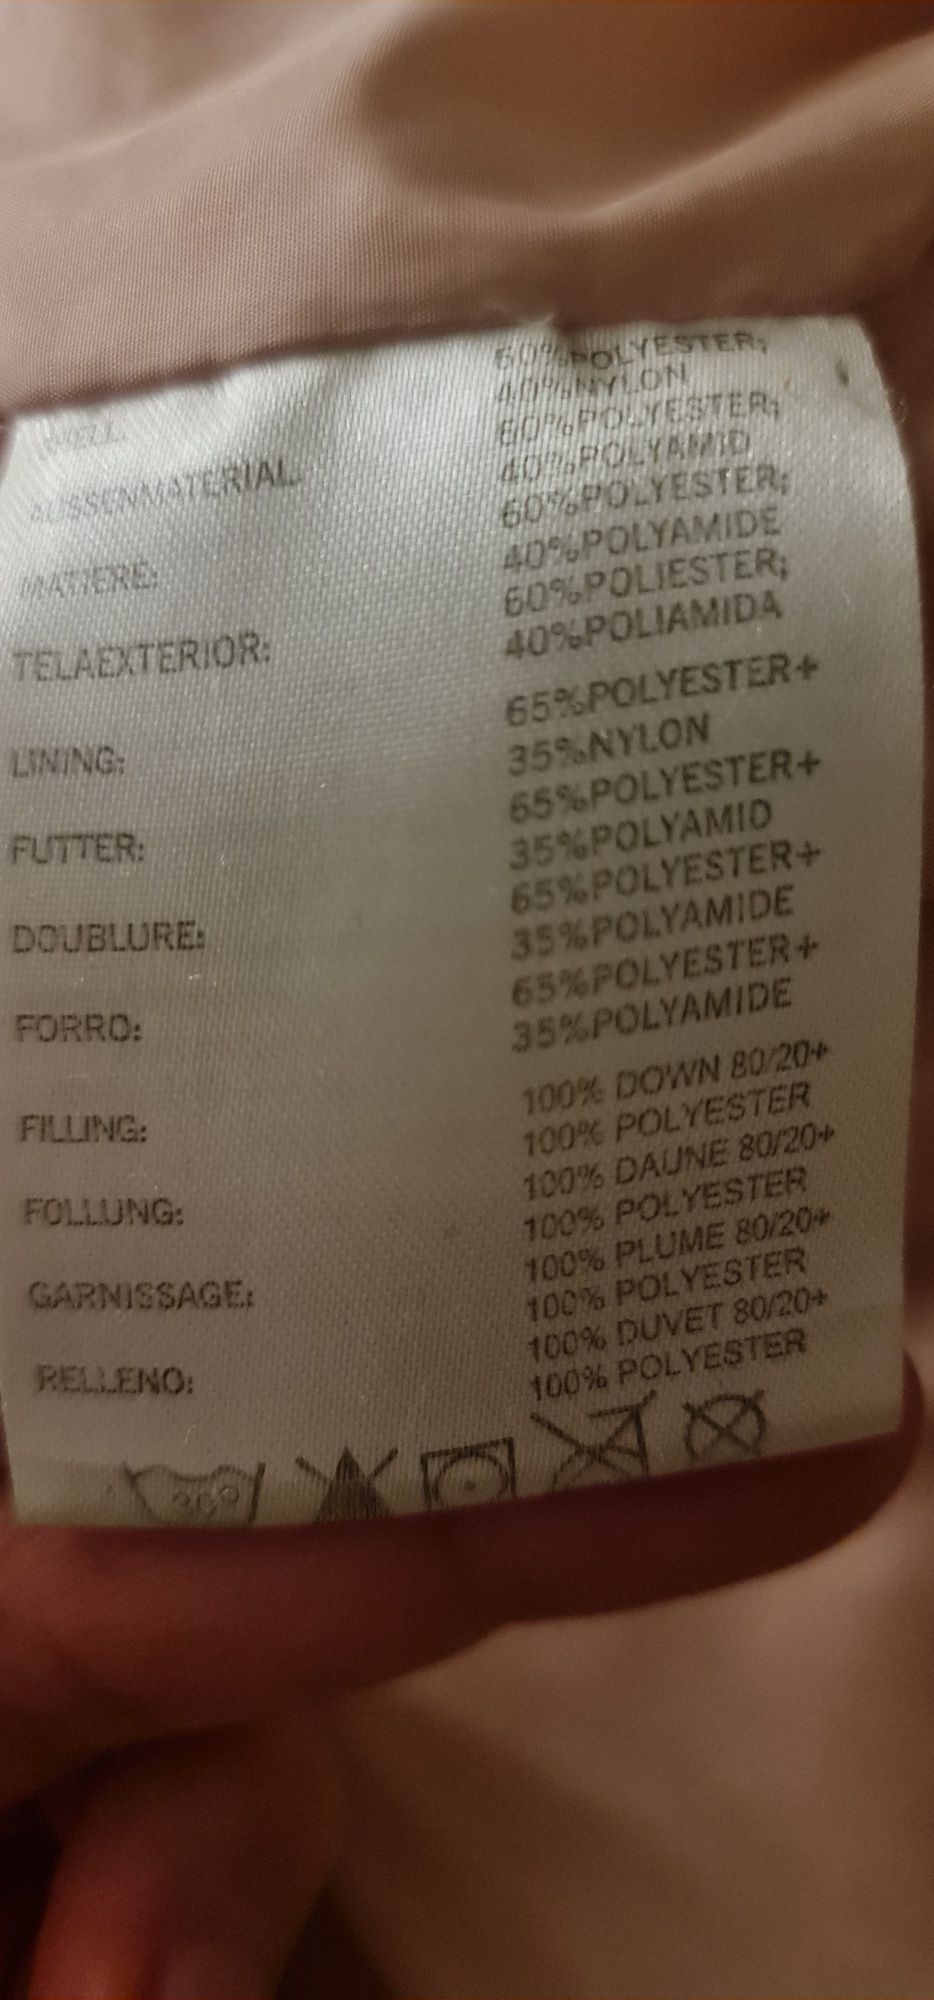 60%POLYESTER;
SHELL: 40%NYLON
60%POLYESTER;
AUSSENMATERIAL: 40%POLYAMID
60%POLYESTER;
MATIERE: 40%POLYAMIDE
60%POLIESTER;
TELAEXTERIOR: 40%POLIAMIDA
65%POLYESTER+
LINING: 35%NYLON
65%POLYESTER+
FUTTER: 35%POLYAMID
65%POLYESTER+
DOUBLURE: 35%POLYAMIDE
65%POLYESTER+
FORRO: 35%POLYAMIDE
100% DOWN 80/20+
FILLING: 100% POLYESTER
100% DAUNE 80/20+
FOLLUNG: 100% POLYESTER
100% PLUME 80/20+
GARNISSAGE: 100% POLYESTER
100% DUVET 80/20+
RELLENO: 100% POLYESTER
30°